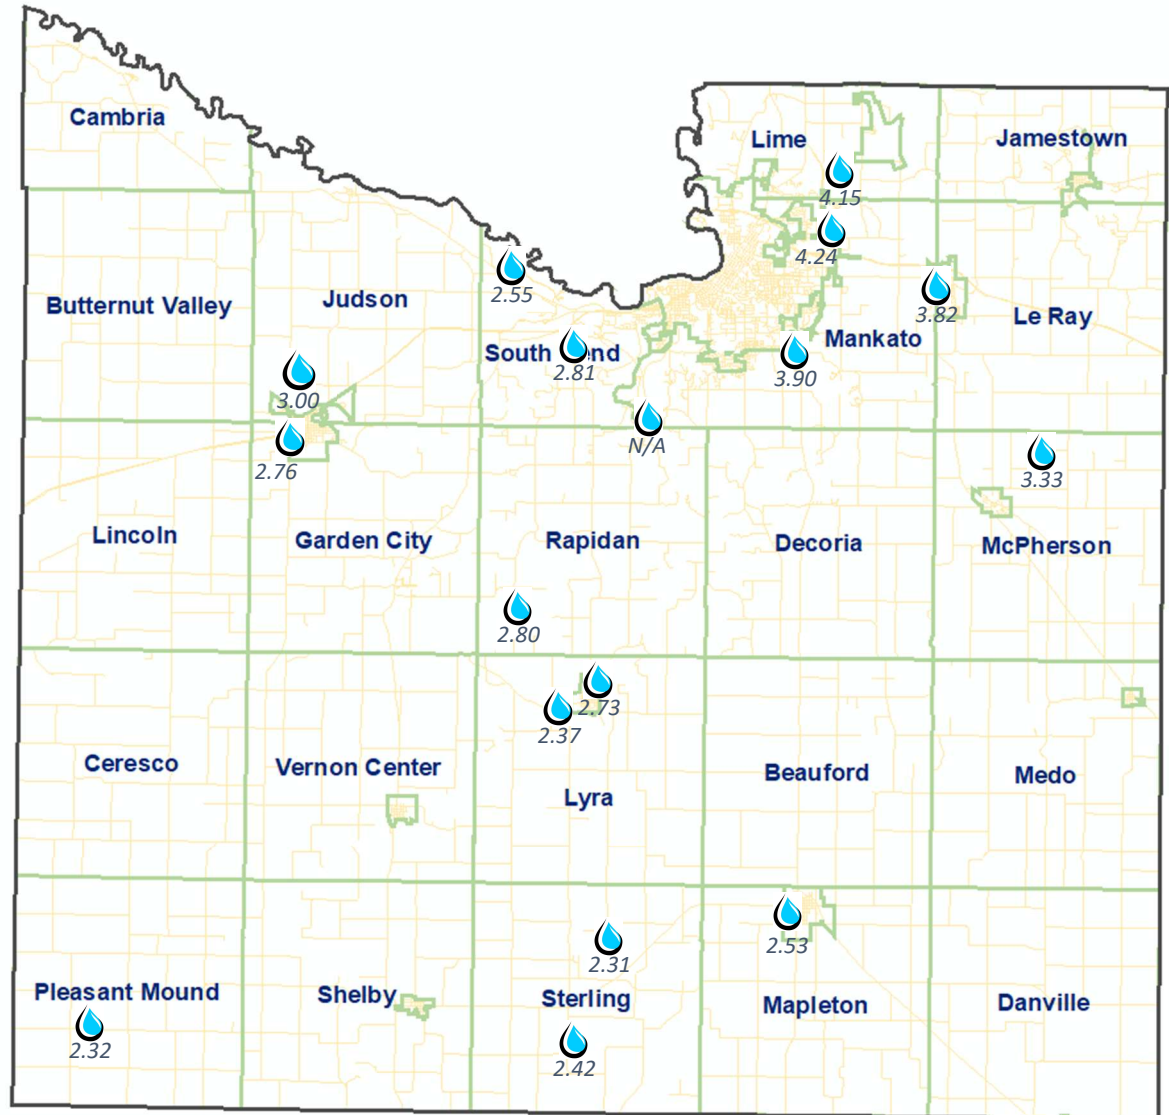 Cambria
Lime
Jamestown
4.15
4.24
2.55
Butternut Valley
Judson
3.82
Le Ray
Mankato
South end
2.81
3.90
3.00
N/A
2.76
3.33
Lincoln
Garden City
Rapidan
Decoria
McPherson
2.80
2.73
2.37
Ceresco
Vernon Center
Beauford
Medo
Lyra
2.53
2.31
Pleasant Mound
Shelby
Sterling
Mapleton
Danville
2.32
2.42